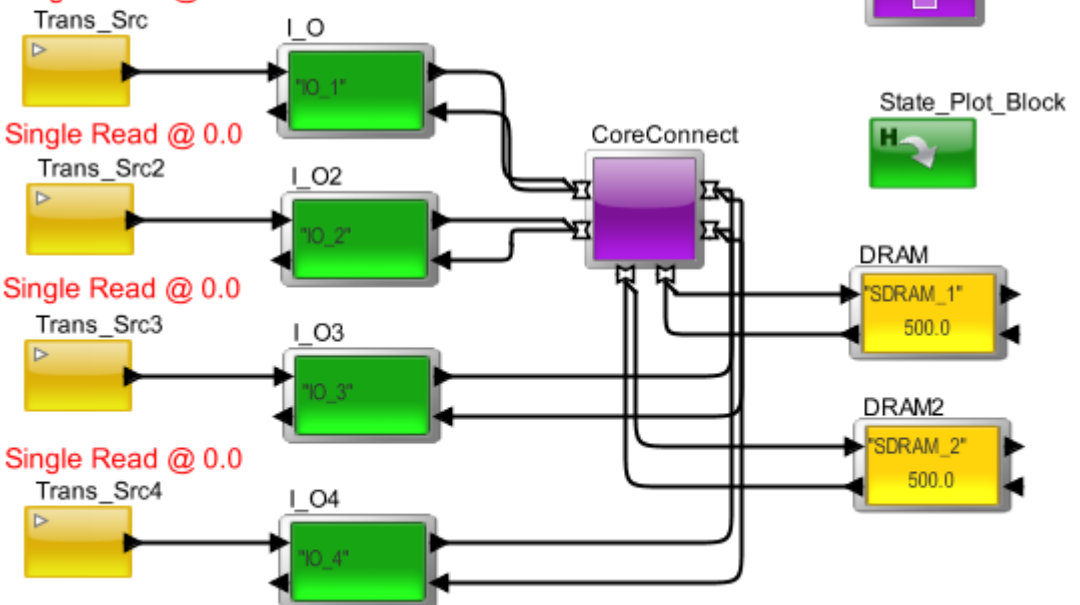 Trans_Src
I_O
"IO_1"
Single Read @ 0.0
Trans_Src2
I_O2
"IO_2"
Single Read @ 0.0
Trans_Src3
I_O3
"IO_3"
Single Read @ 0.0
Trans_Src4
I_O4
"IO_4"
CoreConnect
State_Plot_Block
H
DRAM
"SDRAM_1"
500.0
DRAM2
"SDRAM_2"
500.0